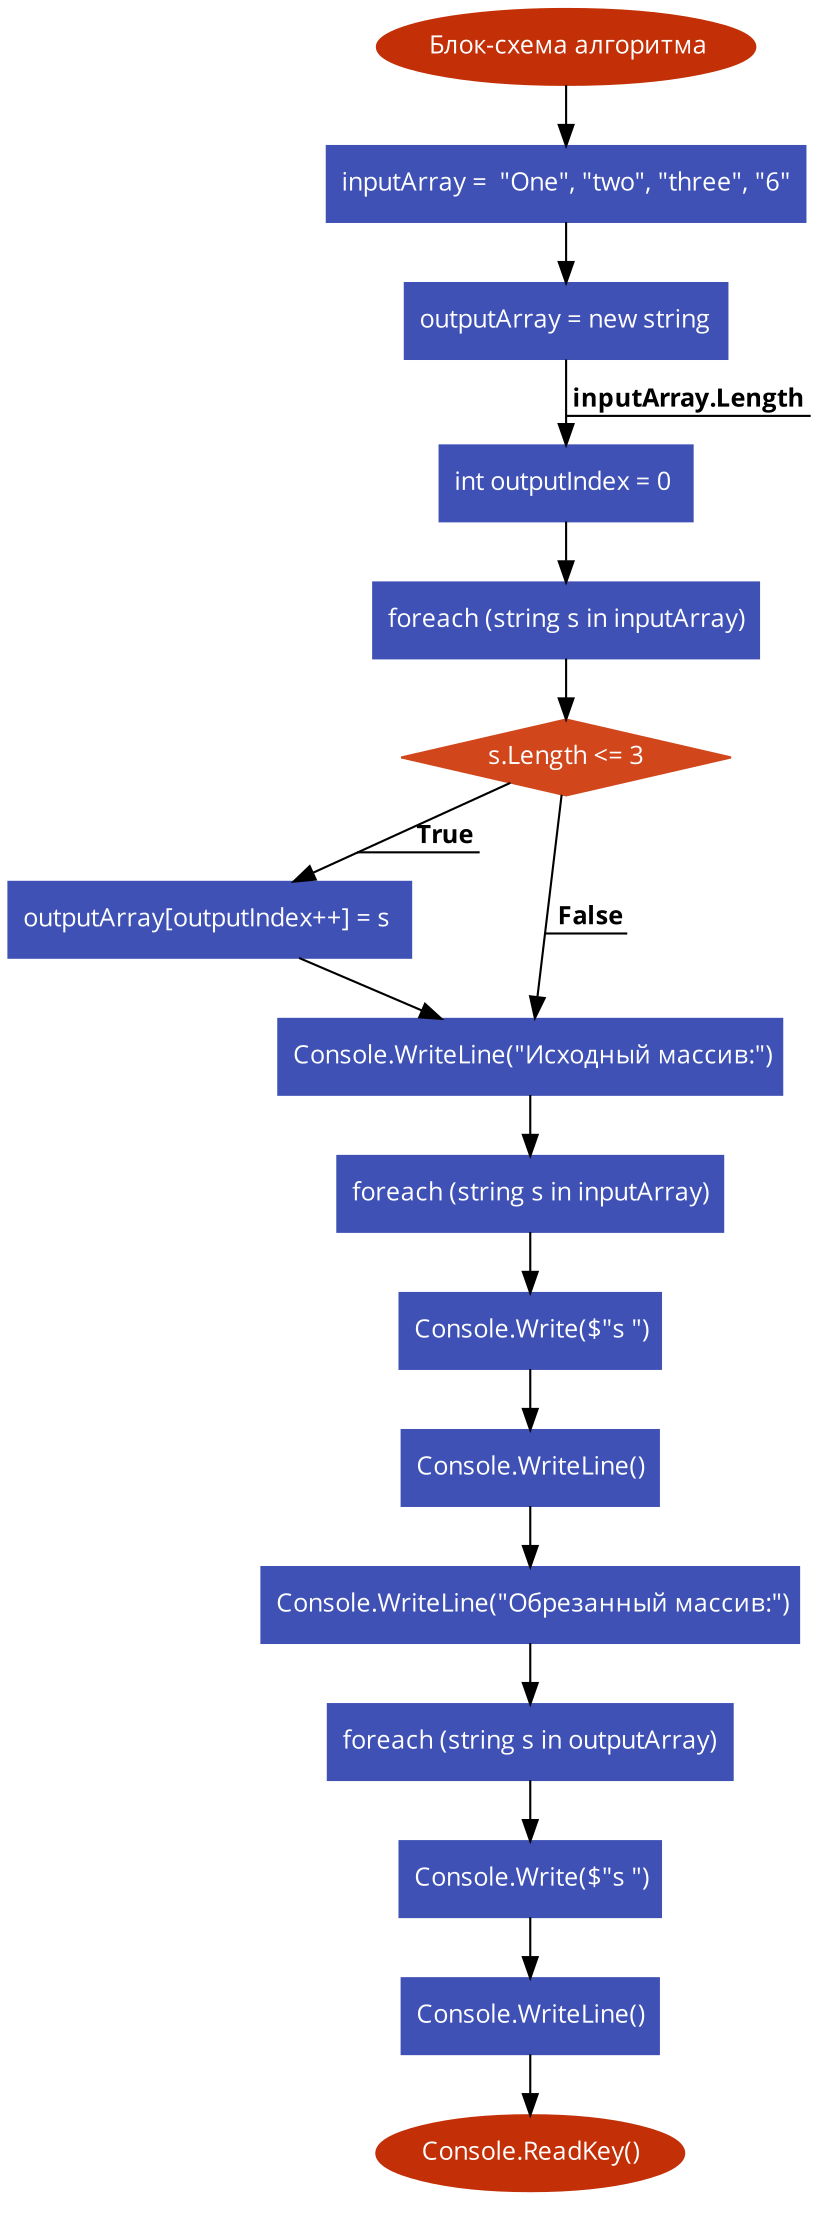 Блок-схема алгоритма
inputArray =  "One", "two", "three", "6"
outputArray = new string
inputArray.Length
int outputIndex = 0
foreach (string s in inputArray)
s.Length <= 3
True
outputArray[outputIndex++] = s
False
Console.WriteLine("Исходный массив:")
foreach (string s in inputArray)
Console.Write($"s ")
Console.WriteLine()
Console.WriteLine("Обрезанный массив:")
foreach (string s in outputArray)
Console.Write($"s ")
Console.WriteLine()
Console.ReadKey()